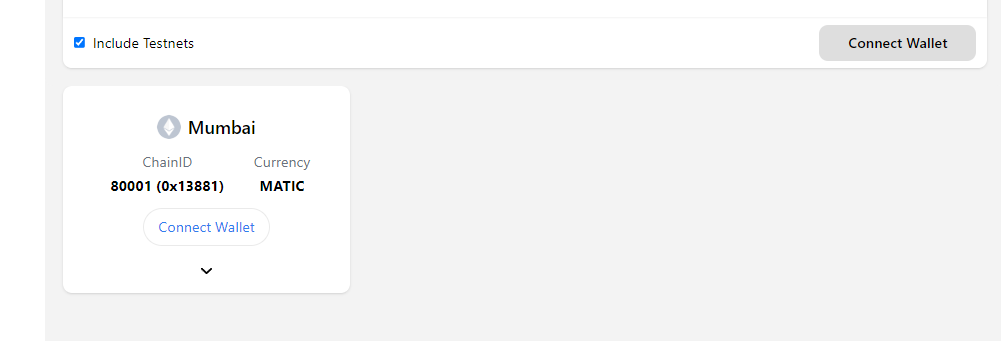 Include Testnets
Connect Wallet
Mumbai
ChainID Currency
80001 (0x13881) MATIC
Connect Wallet